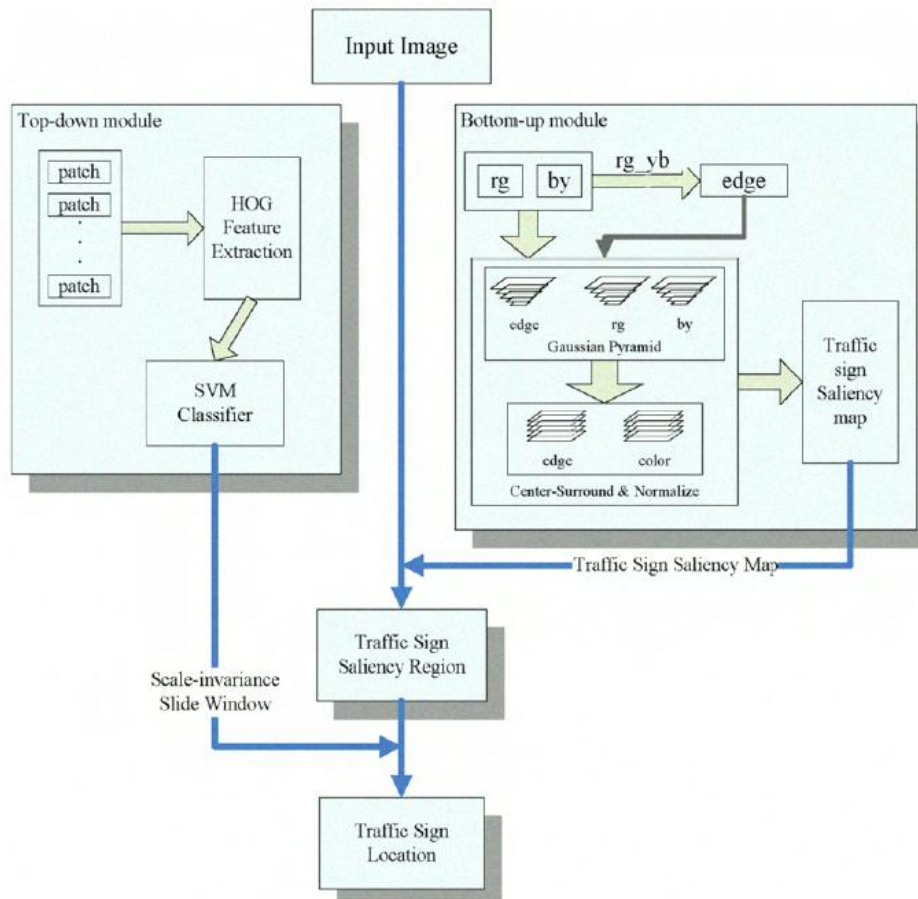 Input Image
Top-down module
patch
patch
patch
HOG
Feature
Extraction
SVM
Classifier
Bottom-up module
rg
by
rg_yb
edge
edge
rg
by
Gaussian Pyramid
edge
color
Center-Surround & Normalize
Traffic
sign
Saliency
map
Traffic Sign Saliency Map
Traffic Sign
Saliency Region
Scale-invariance
Slide Window
Traffic Sign
Location